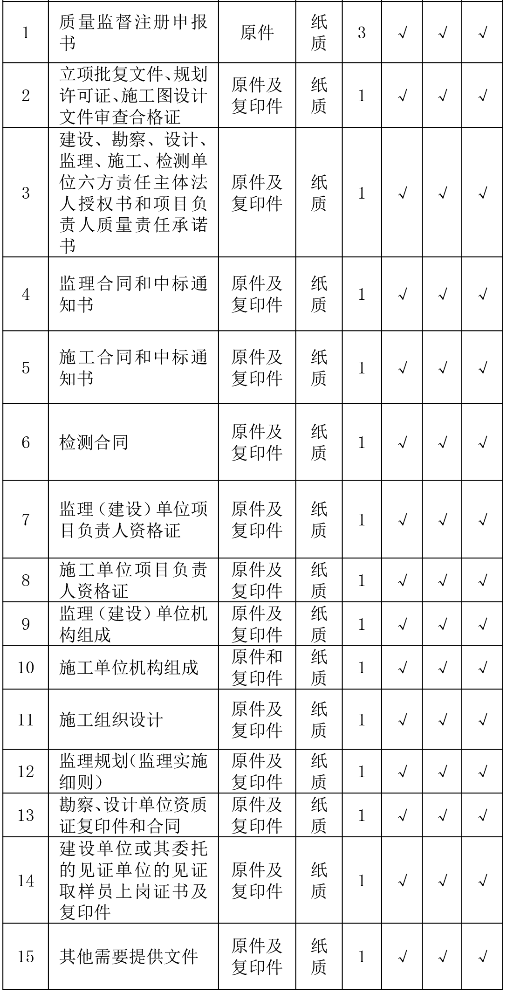 1 质量监督注册申报书 原件 纸质 3 √ √ √
2 立项批复文件、规划许可证、施工图设计文件审查合格证 原件及复印件 纸质 1 √ √ √
3 建设、勘察、设计、监理、施工、检测单位六方责任主体法人授权书和项目负责人质量责任承诺书 原件及复印件 纸质 1 √ √ √
4 监理合同和中标通知书 原件及复印件 纸质 1 √ √ √
5 施工合同和中标通知书 原件及复印件 纸质 1 √ √ √
6 检测合同 原件及复印件 纸质 1 √ √ √
7 监理（建设）单位项目负责人资格证 原件及复印件 纸质 1 √ √ √
8 施工单位项目负责人资格证 原件及复印件 纸质 1 √ √ √
9 监理（建设）单位机构组成 原件及复印件 纸质 1 √ √ √
10 施工单位机构组成 原件和复印件 纸质 1 √ √ √
11 施工组织设计 原件及复印件 纸质 1 √ √ √
12 监理规划（监理实施细则） 原件及复印件 纸质 1 √ √ √
13 勘察、设计单位资质证复印件和合同 原件及复印件 纸质 1 √ √ √
14 建设单位或其委托的见证单位的见证取样员上岗证书及复印件 原件及复印件 纸质 1 √ √ √
15 其他需要提供文件 原件及复印件 纸质 1 √ √ √